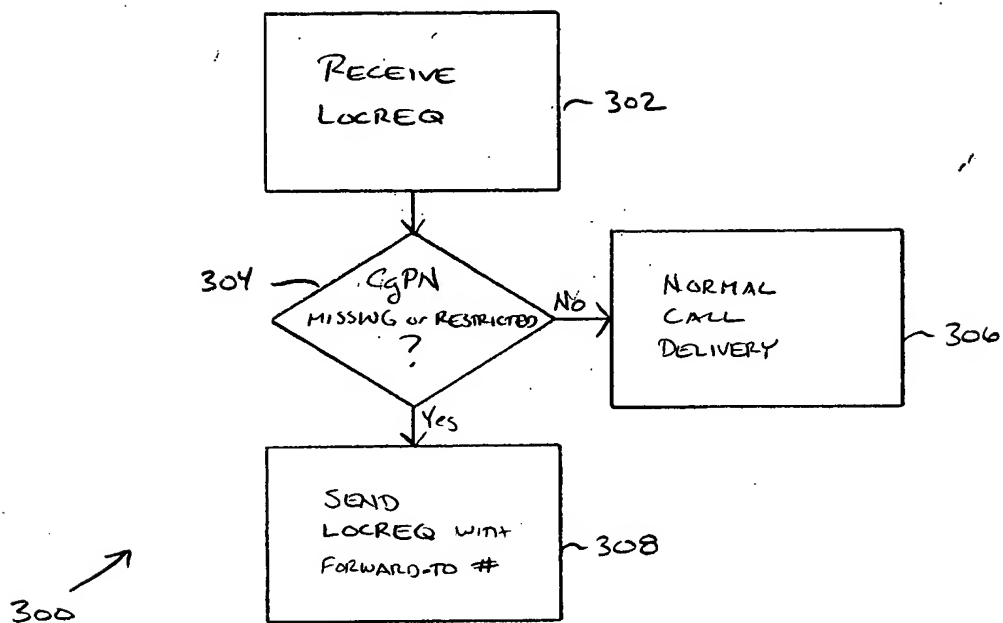 RECEIVE
LOCREQ
302
304
CgPN
MISSING or RESTRICTED
?
No
NORMAL
CALL
DELIVERY
306
Yes
SEND
LOCREQ WITH
FORWARD-TO #
308
300